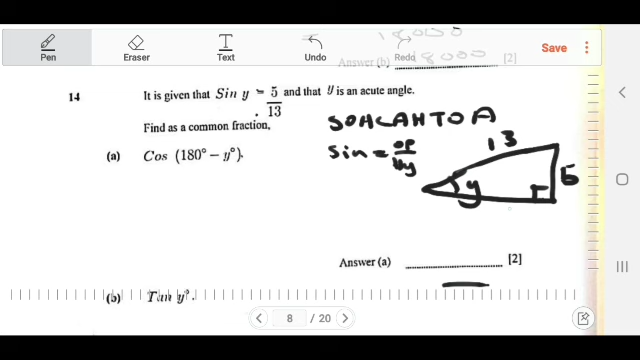 18000
Pen
Eraser
Text
Undo
Redo
Save
Answer (b) 18000 [2]
14 It is given that Sin y = 5/13 and that y is an acute angle.
Find as a common fraction,
SOHCAHTOA
(a) Cos (180° − y°).
Sin = OP/Hy
13
5
y
Answer (a) [2]
(b) Tan y°.
8 / 20